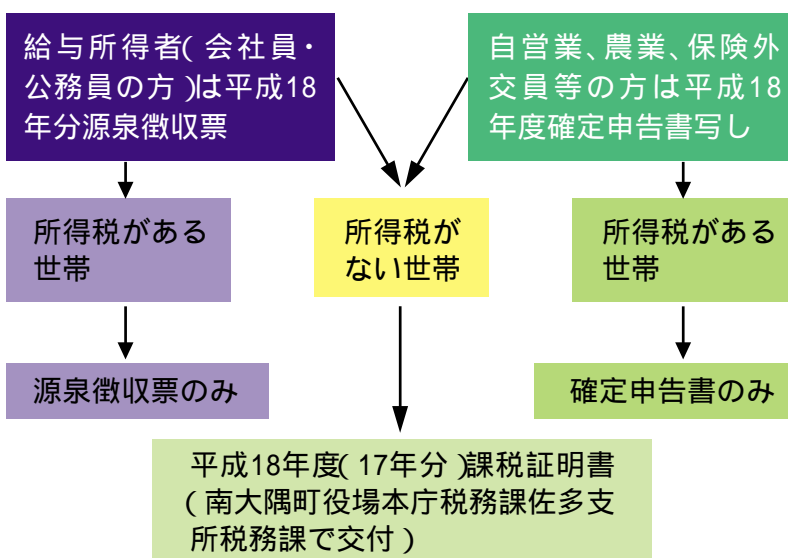 給与所得者(会社員・
公務員の方)は平成18
年分源泉徴収票
自営業、農業、保険外
交員等の方は平成18
年度確定申告書写し
所得税がある
世帯
所得税が
ない世帯
所得税がある
世帯
源泉徴収票のみ
確定申告書のみ
平成18年度(17年分)課税証明書
(南大隅町役場本庁税務課佐多支
所税務課で交付)